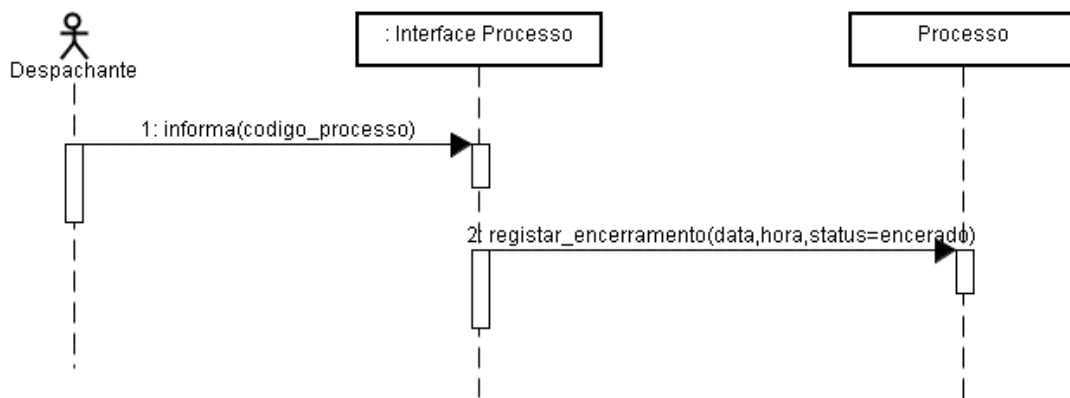 Despachante
: Interface Processo
Processo
1: informa(codigo_processo)
2: registar_encerramento(data,hora,status=encerado)